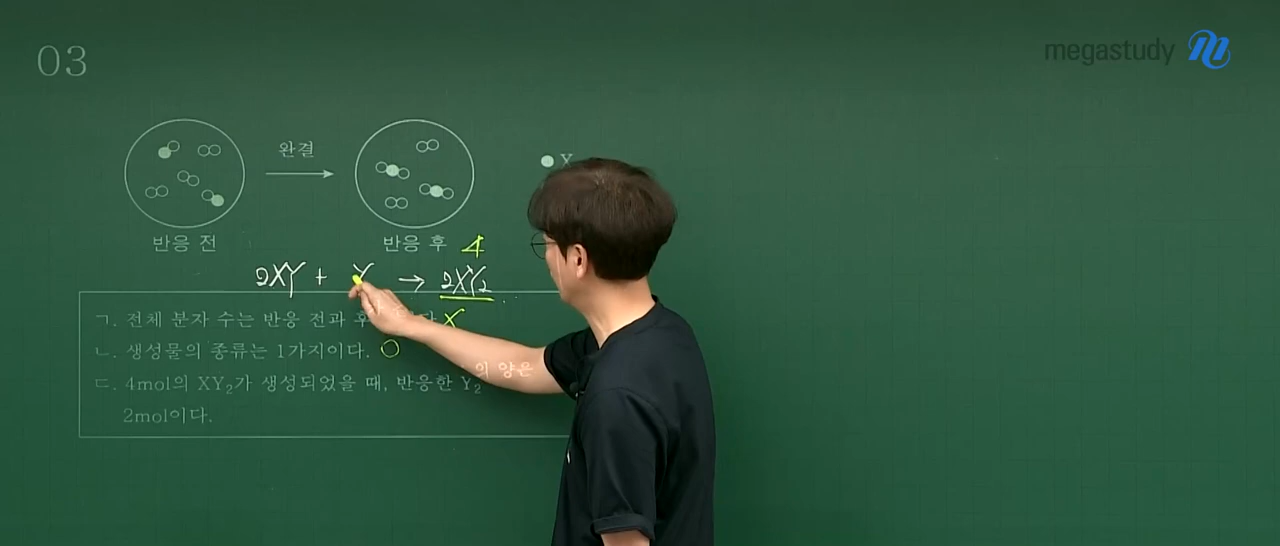 03
megastudy
완결
X
반응 전
반응 후
4
2XY + Y → 2XY₂
ㄱ. 전체 분자 수는 반응 전과 후 다. X
ㄴ. 생성물의 종류는 1가지이다. ○
ㄷ. 4mol의 XY₂가 생성되었을 때, 반응한 Y₂의 양은
2mol이다.